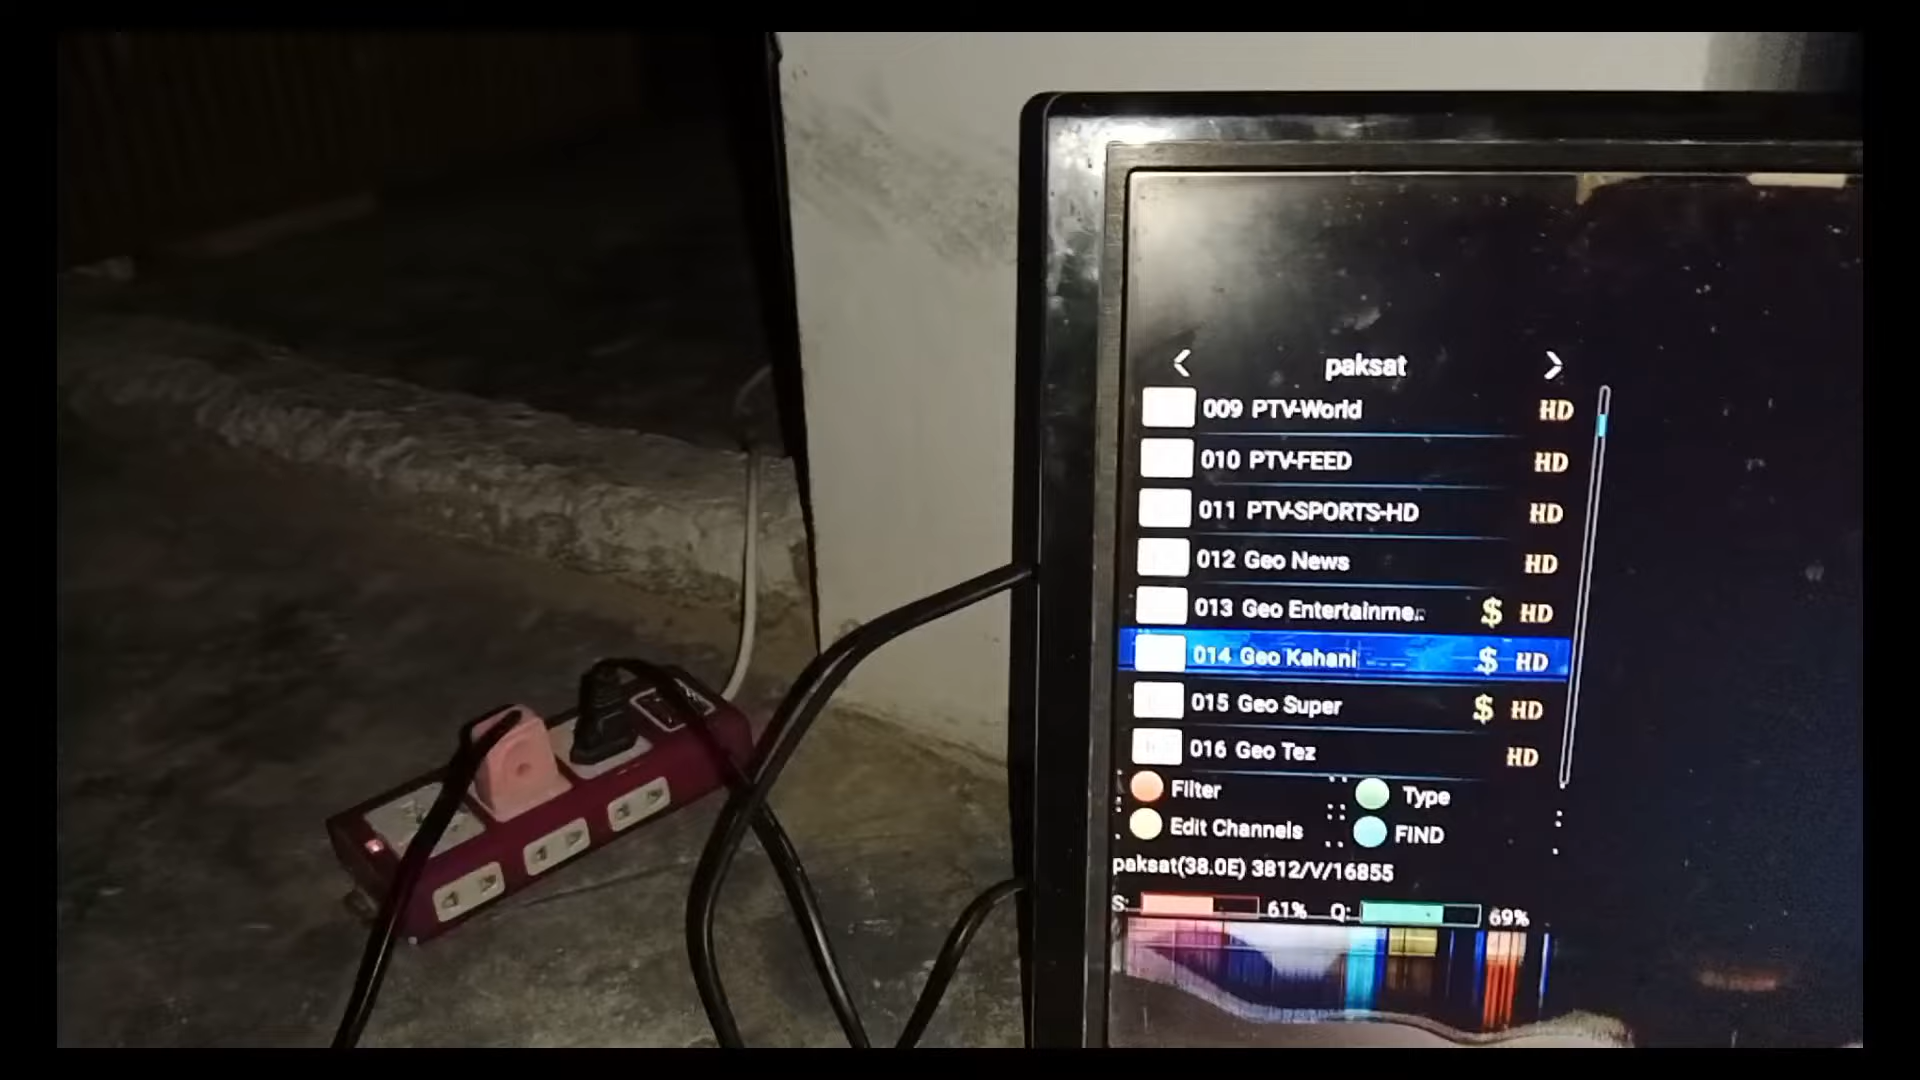 paksat
009 PTV-World HD
010 PTV-FEED HD
011 PTV-SPORTS-HD HD
012 Geo News HD
013 Geo Entertainme.. $ HD
014 Geo Kahani $ HD
015 Geo Super $ HD
016 Geo Tez HD
Filter Type
Edit Channels FIND
paksat(38.0E) 3812/V/16855
S: 61% Q: 69%